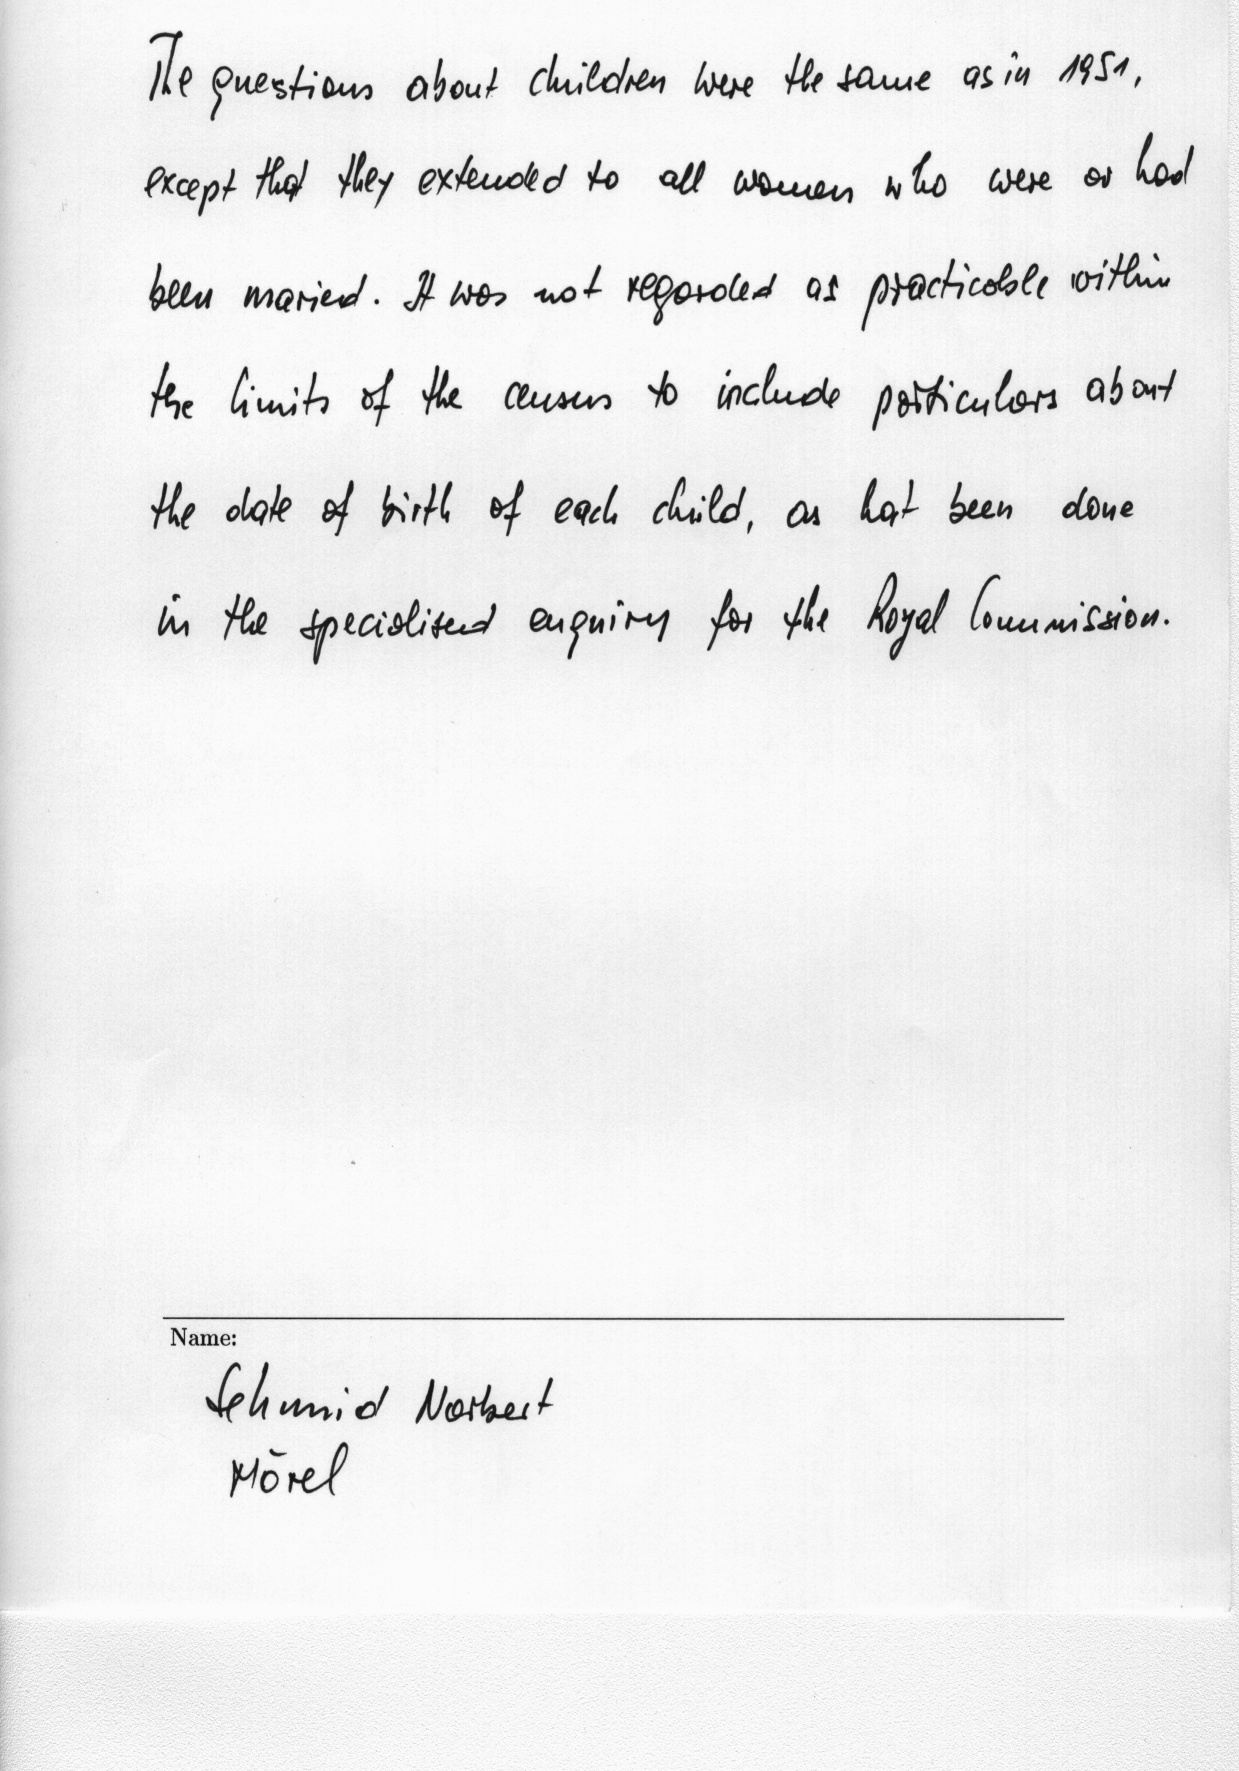 The questions about children were the same as in 1951,
except that they extended to all women who were or had
been maried. It was not regarded as practicable within
the limits of the census to include particulars about
the date of birth of each child, as hat been done
in the specialised enquiry for the Royal Commission.
Name:
Schmid Norbert
Mörel